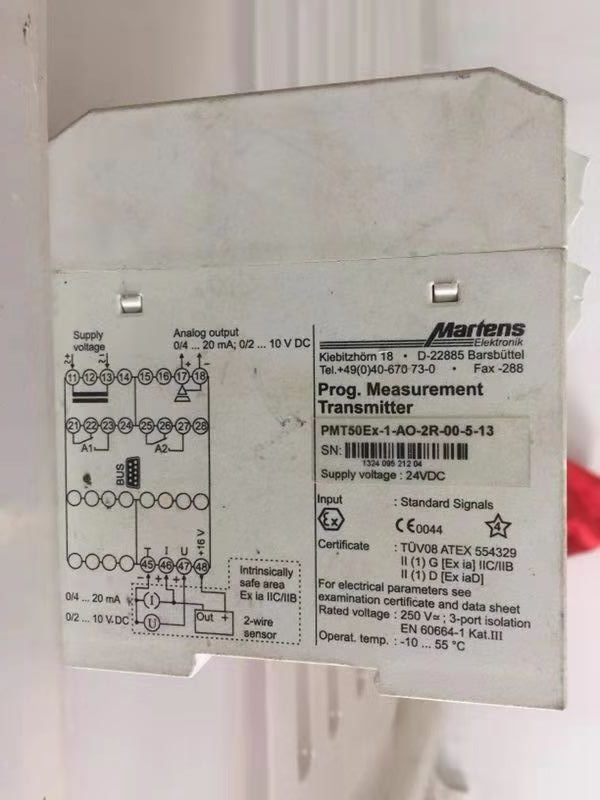 Supply
voltage
Analog output
0/4 ... 20 mA; 0/2 ... 10 V DC
+ -
11 12 13 14 15 16 17 18
21 22 23 24 25 26 27 28
A1 A2
BUS
+16 V
T I U
45 46 47 48
- + + +
0/4 ... 20 mA
I
0/2 ... 10 V DC
U
Out +
Intrinsically
safe area
Ex ia IIC/IIB
2-wire
sensor
Martens
Elektronik
Kiebitzhörn 18 • D-22885 Barsbüttel
Tel.+49(0)40-670 73-0 • Fax -288
Prog. Measurement
Transmitter
PMT50Ex-1-AO-2R-00-5-13
SN:
1324 095 212 04
Supply voltage : 24VDC
Input : Standard Signals
Ex CE0044 4
Certificate : TÜV08 ATEX 554329
II (1) G [Ex ia] IIC/IIB
II (1) D [Ex iaD]
For electrical parameters see
examination certificate and data sheet
Rated voltage : 250 V≂ ; 3-port isolation
EN 60664-1 Kat.III
Operat. temp. : -10 ... 55 °C